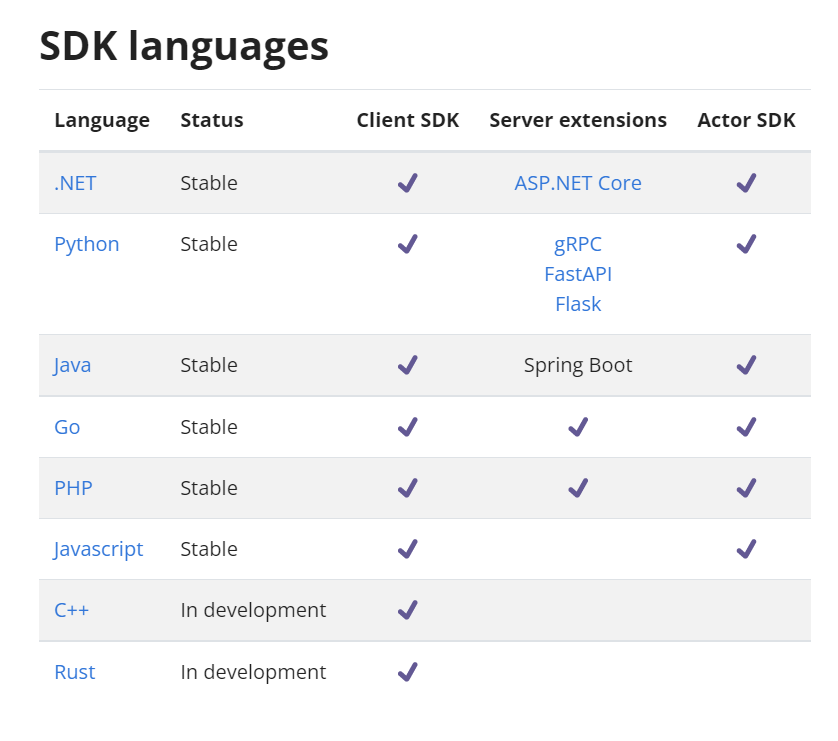 SDK languages
Language Status Client SDK Server extensions Actor SDK
.NET Stable ✔ ASP.NET Core ✔
Python Stable ✔ gRPC ✔
FastAPI
Flask
Java Stable ✔ Spring Boot ✔
Go Stable ✔ ✔ ✔
PHP Stable ✔ ✔ ✔
Javascript Stable ✔ ✔
C++ In development ✔
Rust In development ✔